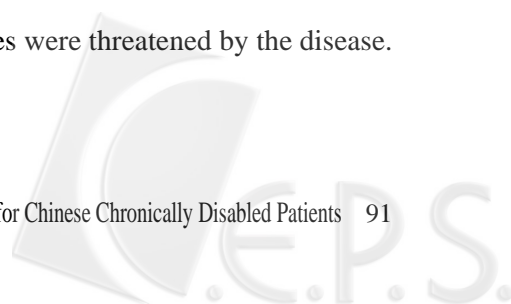 es were threatened by the disease.
for Chinese Chronically Disabled Patients 91
C.E.P.S.